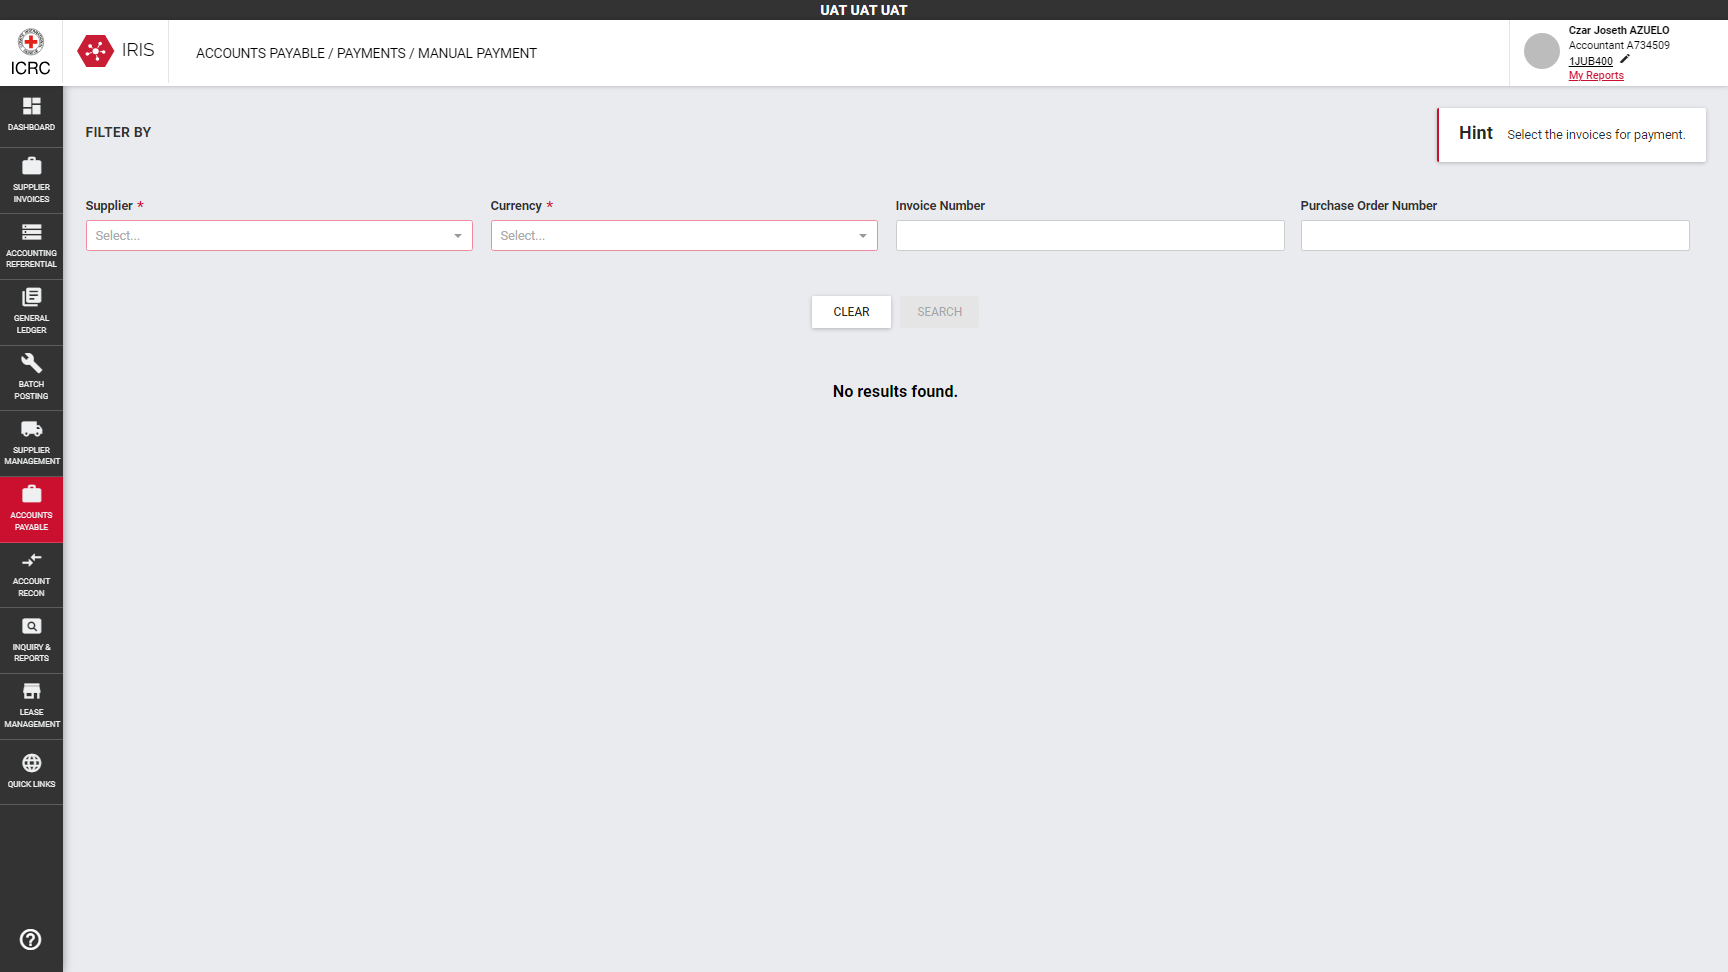 UAT UAT UAT
ICRC
IRIS
ACCOUNTS PAYABLE / PAYMENTS / MANUAL PAYMENT
Czar Joseth AZUELO
Accountant A734509
1JUB400
My Reports
DASHBOARD
SUPPLIER
INVOICES
ACCOUNTING
REFERENTIAL
GENERAL
LEDGER
BATCH
POSTING
SUPPLIER
MANAGEMENT
ACCOUNTS
PAYABLE
ACCOUNT
RECON
INQUIRY &
REPORTS
LEASE
MANAGEMENT
QUICK LINKS
FILTER BY
Hint Select the invoices for payment.
Supplier *
Select...
Currency *
Select...
Invoice Number
Purchase Order Number
CLEAR
SEARCH
No results found.